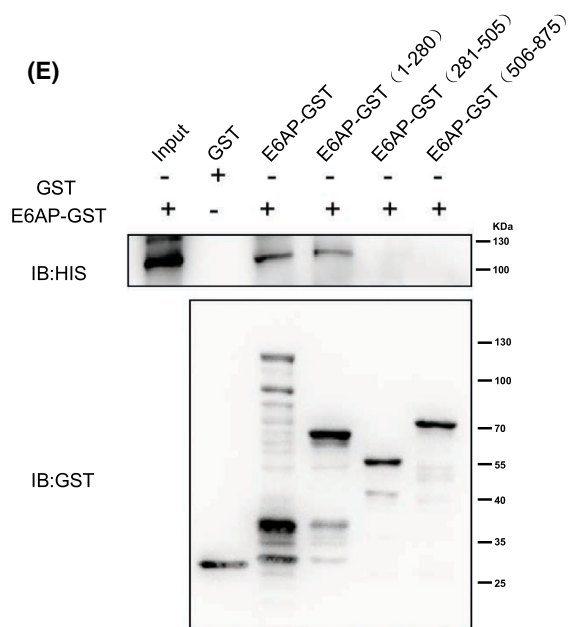 (E)
Input
GST
E6AP-GST
E6AP-GST（1-280）
E6AP-GST（281-505）
E6AP-GST（506-875）
GST - + - - - -
E6AP-GST + - + + + +
KDa
IB:HIS
130
100
IB:GST
130
100
70
55
40
35
25